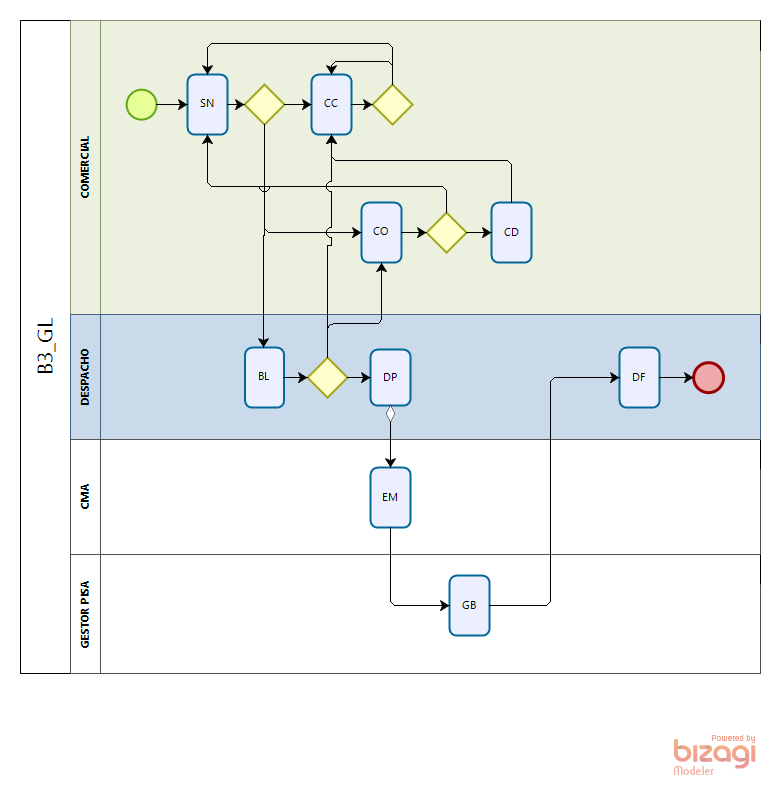 B3_GL
COMERCIAL
SN
CC
CO
CD
DESPACHO
BL
DP
DF
CMA
EM
GESTOR PISA
GB
Powered by
bizagi
Modeler